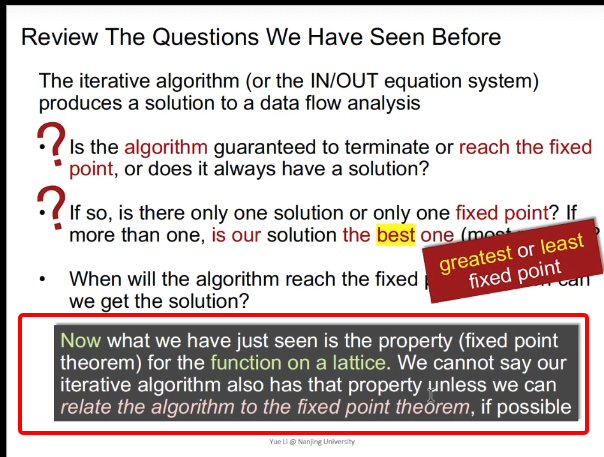 Review The Questions We Have Seen Before
The iterative algorithm (or the IN/OUT equation system)
produces a solution to a data flow analysis
• ? Is the algorithm guaranteed to terminate or reach the fixed
point, or does it always have a solution?
• ? If so, is there only one solution or only one fixed point? If
more than one, is our solution the best one (most ?
greatest or least
fixed point
• When will the algorithm reach the fixed can
we get the solution?
Now what we have just seen is the property (fixed point
theorem) for the function on a lattice. We cannot say our
iterative algorithm also has that property unless we can
relate the algorithm to the fixed point theorem, if possible
Yue Li @ Nanjing University